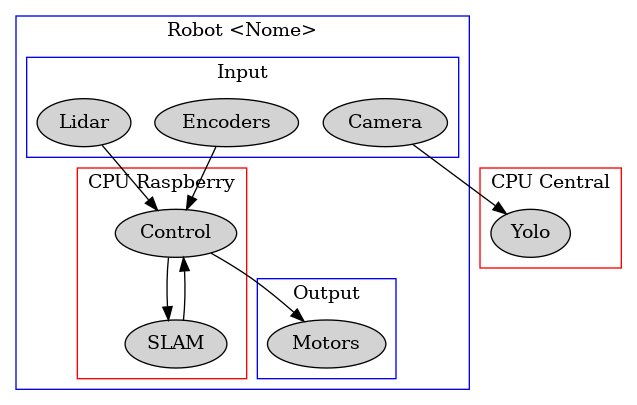 Robot <Nome>
Input
Lidar
Encoders
Camera
CPU Raspberry
CPU Central
Control
Yolo
Output
SLAM
Motors